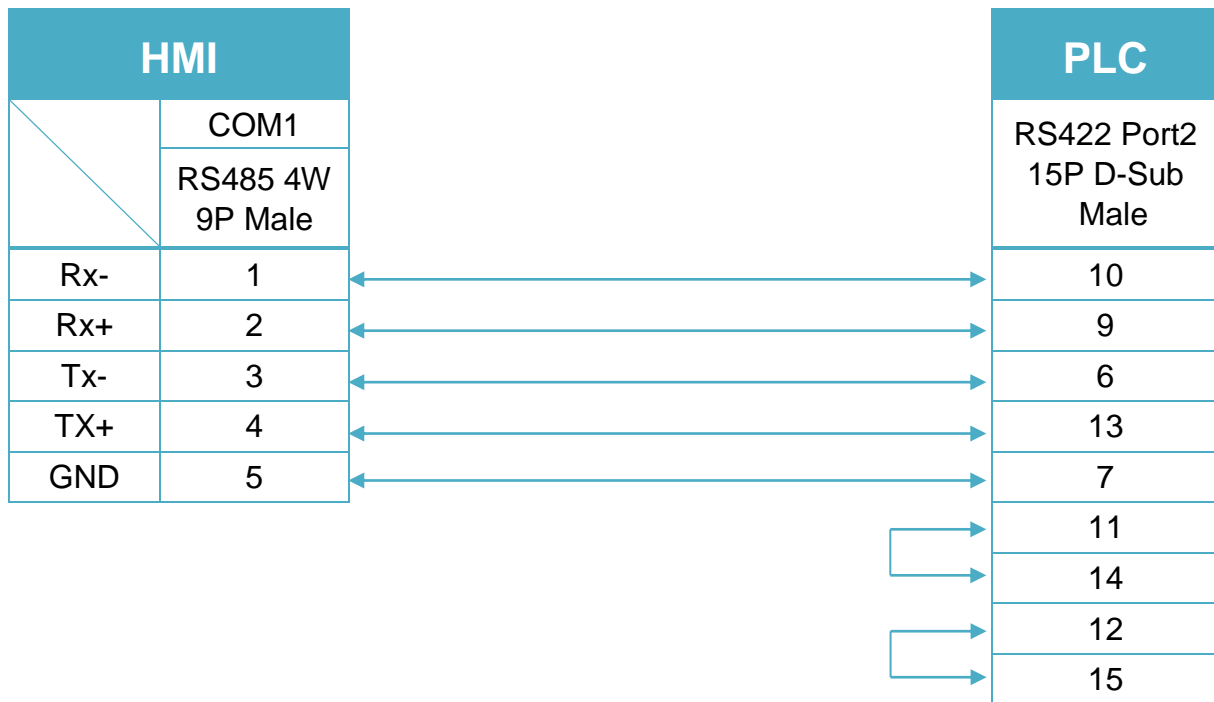 HMI
PLC
COM1
RS485 4W
9P Male
RS422 Port2
15P D-Sub
Male
Rx- 1 10
Rx+ 2 9
Tx- 3 6
TX+ 4 13
GND 5 7
11
14
12
15